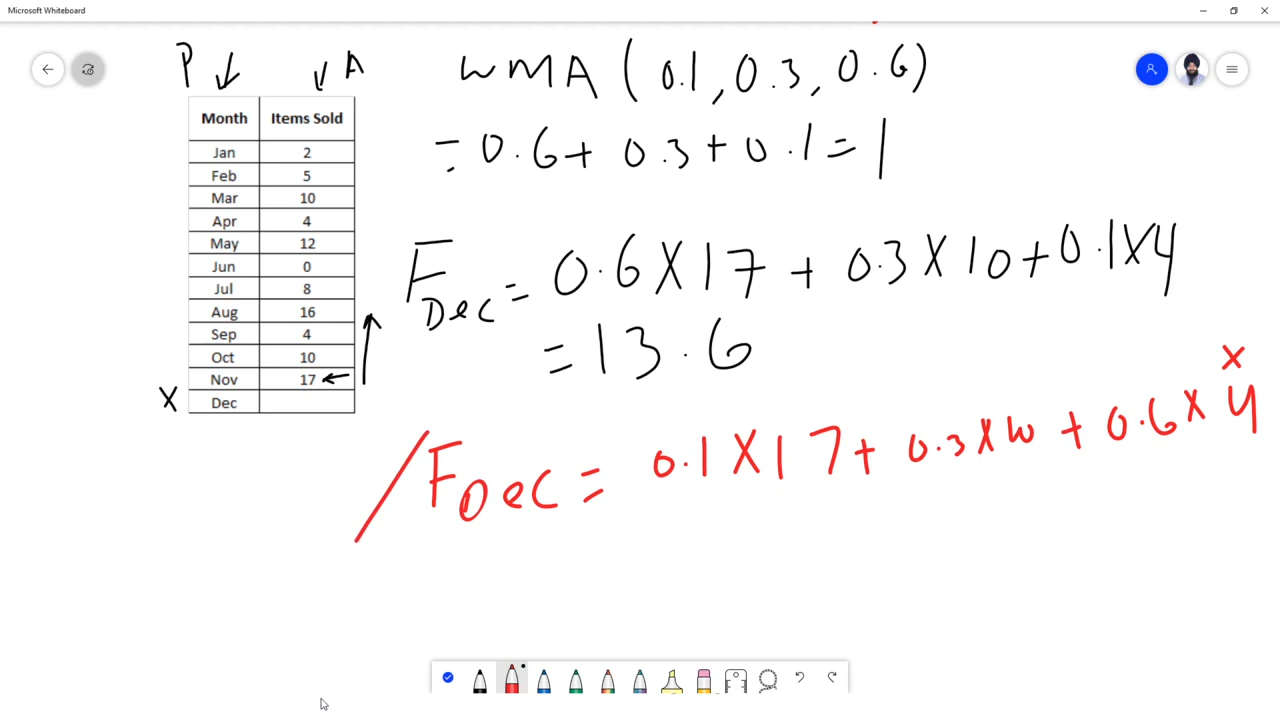 Microsoft Whiteboard
P ↓ ↓ A
WMA (0.1, 0.3, 0.6)
Month Items Sold
Jan 2
Feb 5
Mar 10
Apr 4
May 12
Jun 0
Jul 8
Aug 16
Sep 4
Oct 10
Nov 17 ←
X Dec
= 0.6 + 0.3 + 0.1 = 1
F Dec = 0.6 X 17 + 0.3 X 10 + 0.1 X 4
= 13.6
x
/ F Dec = 0.1 X 17 + 0.3 X 10 + 0.6 X 4